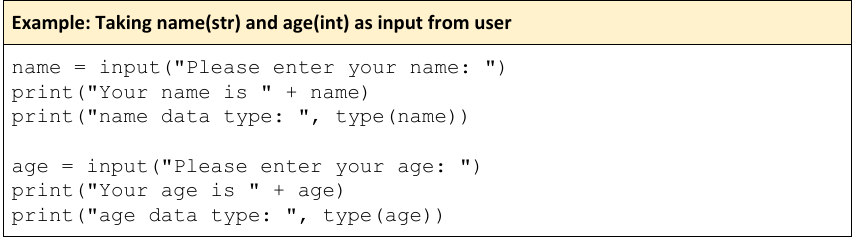 Example: Taking name(str) and age(int) as input from user
name = input("Please enter your name: ")
print("Your name is " + name)
print("name data type: ", type(name))
age = input("Please enter your age: ")
print("Your age is " + age)
print("age data type: ", type(age))